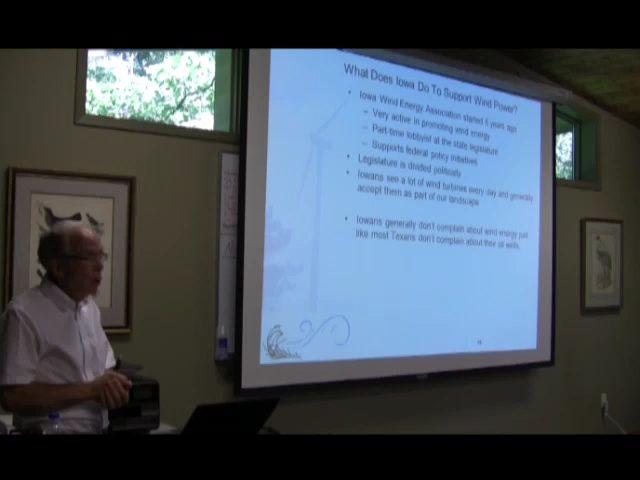 What Does Iowa Do To Support Wind Power?
• Iowa Wind Energy Association started 5 years ago
– Very active in promoting wind energy
– Part-time lobbyist at the state legislature
– Supports federal policy initiatives
• Legislature is divided politically
• Iowans see a lot of wind turbines every day and generally
accept them as part of our landscape
• Iowans generally don't complain about wind energy just
like most Texans don't complain about their oil wells.